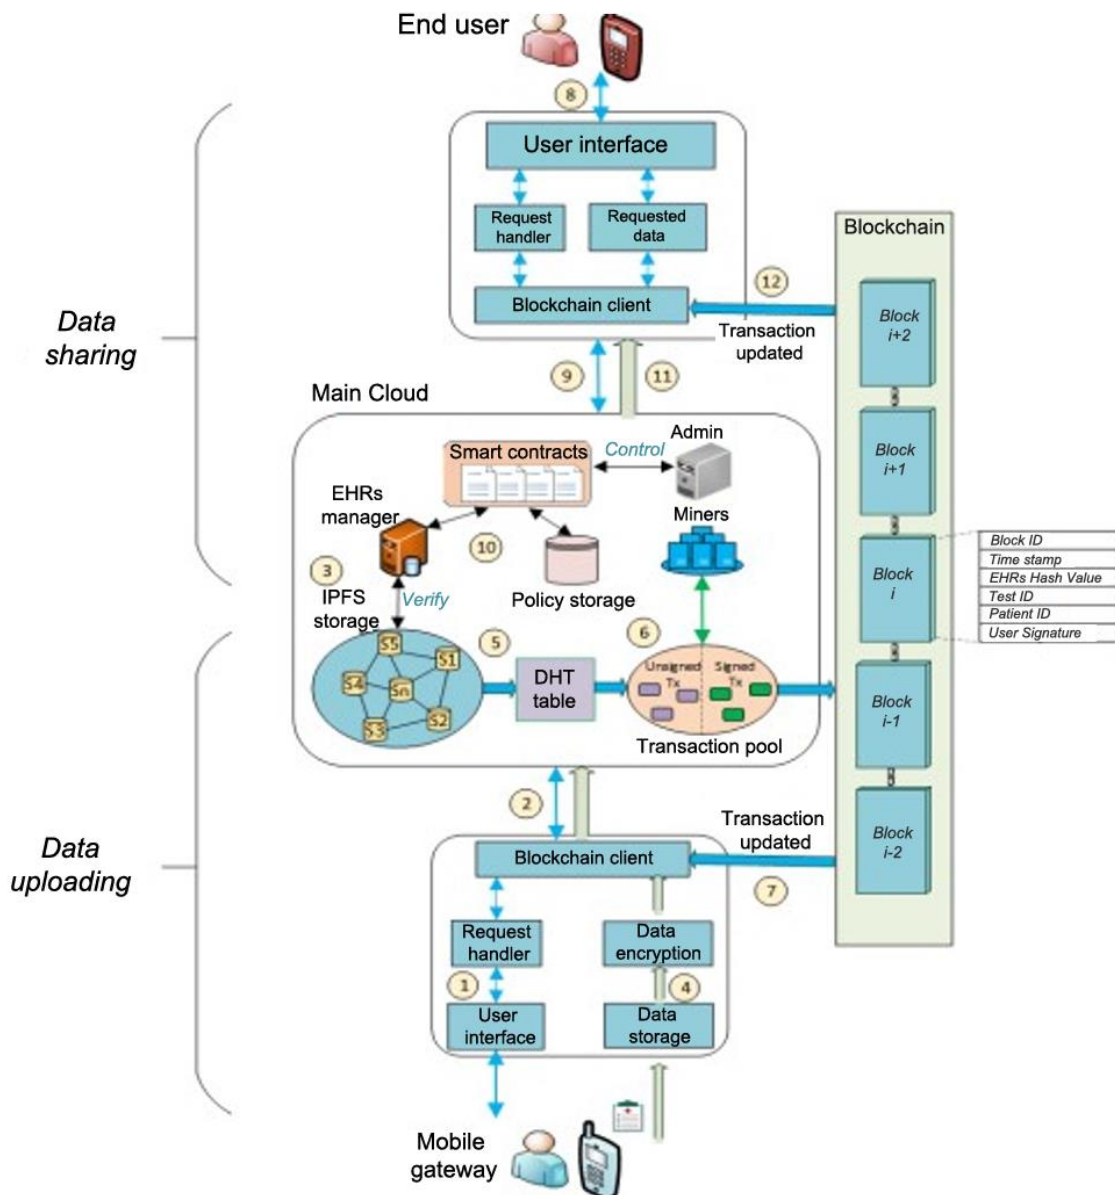 End user
8
User interface
Request
handler
Requested
data
Blockchain client
12
Transaction
updated
Blockchain
Block
i+2
Block
i+1
Block
i
Block
i-1
Block
i-2
Block ID
Time stamp
EHRs Hash Value
Test ID
Patient ID
User Signature
Data
sharing
9
11
Main Cloud
Smart contracts
Control
Admin
EHRs
manager
10
Miners
3
IPFS
storage
Verify
Policy storage
5
6
S5
S1
S4
Sn
S3
S2
DHT
table
Unsigned
Tx
Signed
Tx
Transaction pool
2
Data
uploading
Blockchain client
Transaction
updated
7
Request
handler
Data
encryption
1
4
User
interface
Data
storage
Mobile
gateway